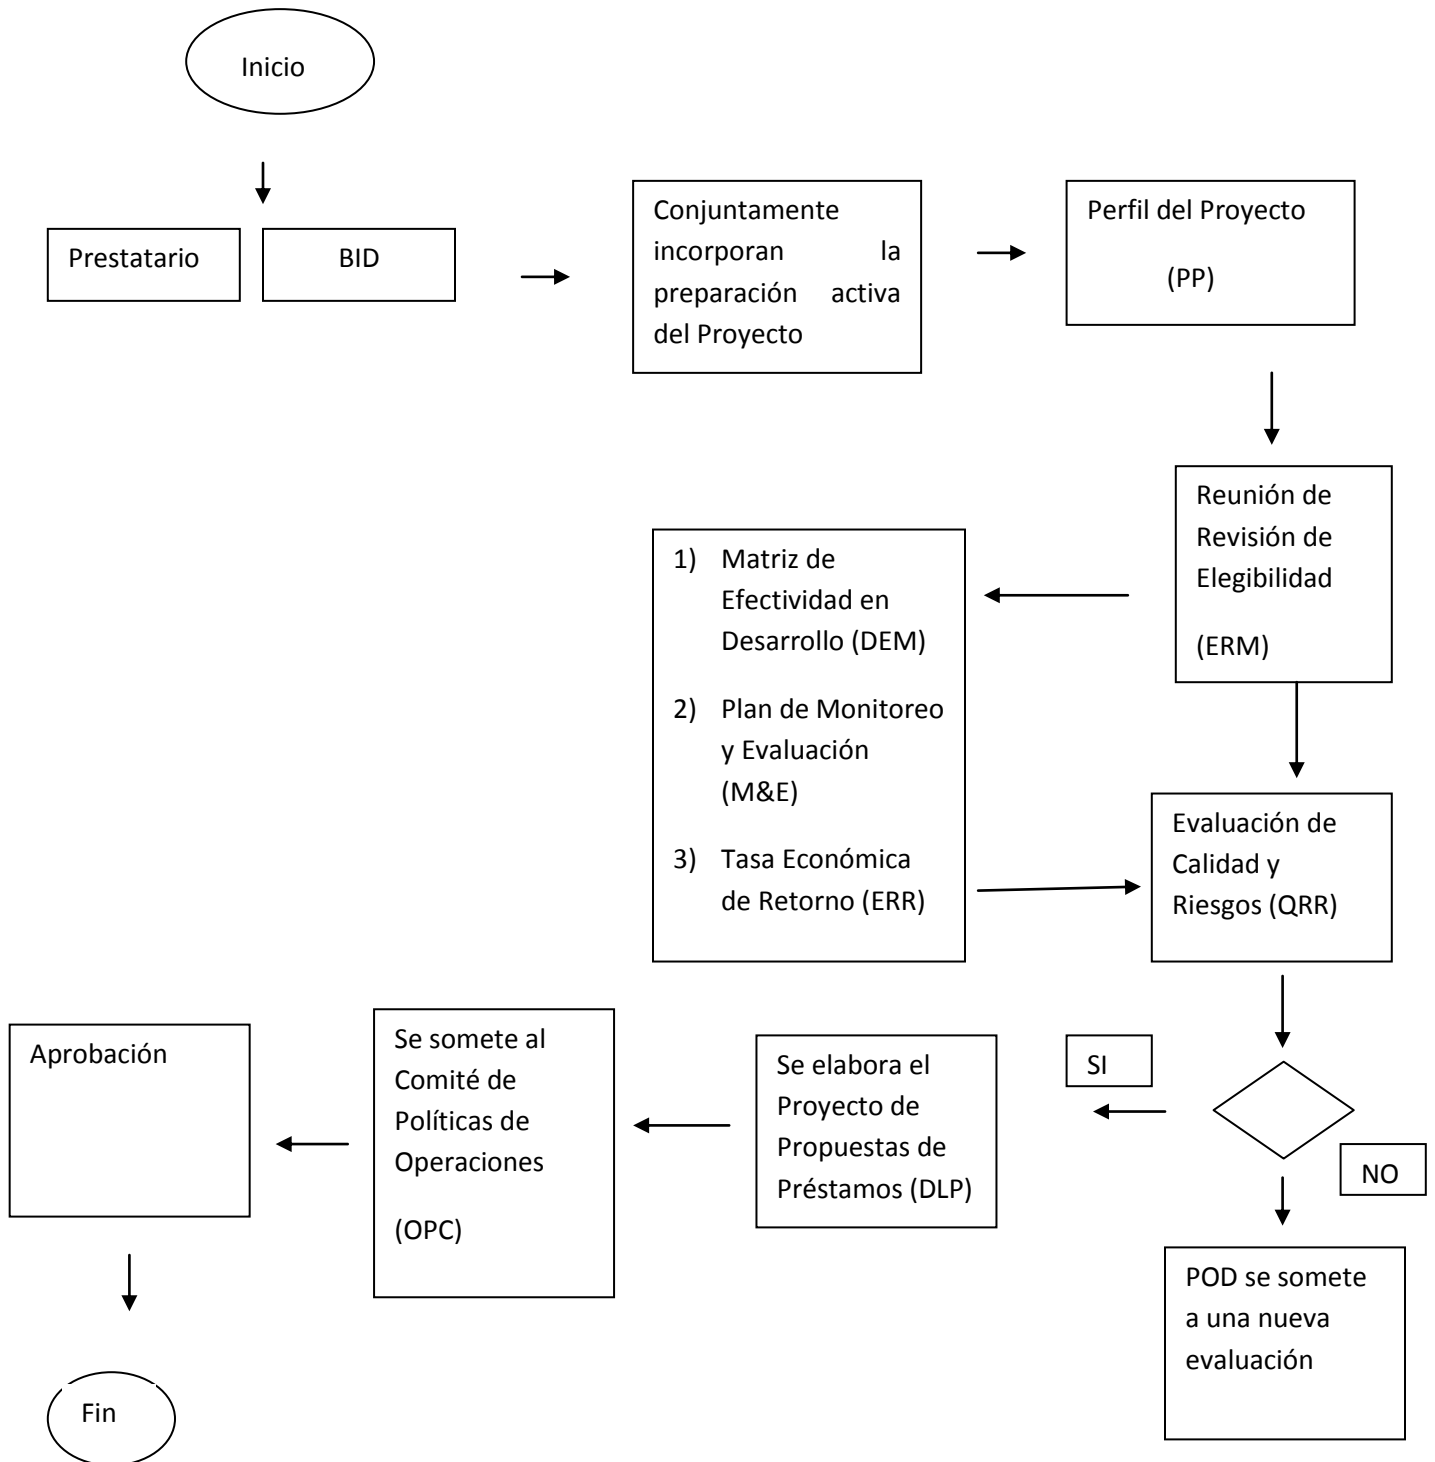 Inicio
Prestatario
BID
Conjuntamente
incorporan la
preparación activa
del Proyecto
Perfil del Proyecto
(PP)
Reunión de
Revisión de
Elegibilidad
(ERM)
1) Matriz de
Efectividad en
Desarrollo (DEM)
2) Plan de Monitoreo
y Evaluación
(M&E)
3) Tasa Económica
de Retorno (ERR)
Evaluación de
Calidad y
Riesgos (QRR)
SI
NO
POD se somete
a una nueva
evaluación
Se elabora el
Proyecto de
Propuestas de
Préstamos (DLP)
Se somete al
Comité de
Políticas de
Operaciones
(OPC)
Aprobación
Fin